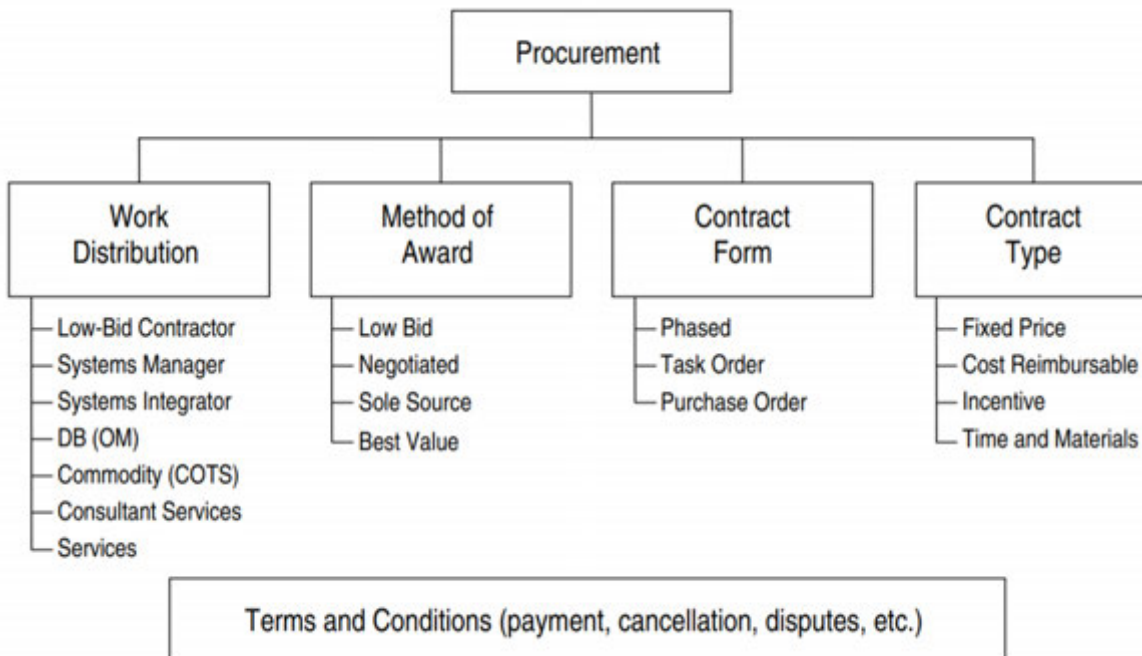 Procurement
Work
Distribution
Low-Bid Contractor
Systems Manager
Systems Integrator
DB (OM)
Commodity (COTS)
Consultant Services
Services
Method of
Award
Low Bid
Negotiated
Sole Source
Best Value
Contract
Form
Phased
Task Order
Purchase Order
Contract
Type
Fixed Price
Cost Reimbursable
Incentive
Time and Materials
Terms and Conditions (payment, cancellation, disputes, etc.)